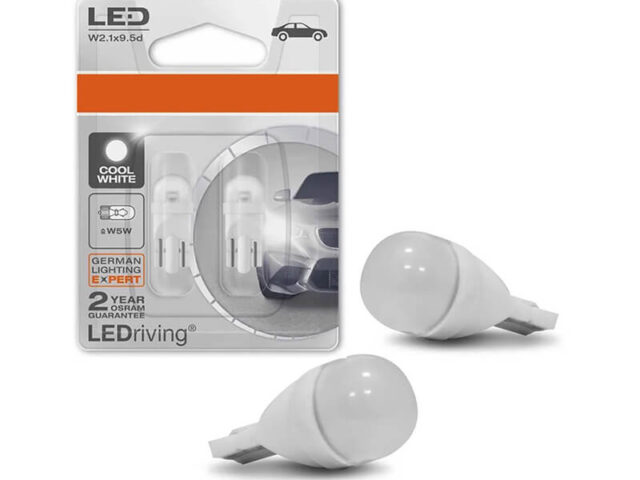 LED
W2.1x9.5d
COOL
WHITE
⍾ W5W
GERMAN
LIGHTING
EXPERT
2 YEAR
OSRAM
GUARANTEE
LEDriving®